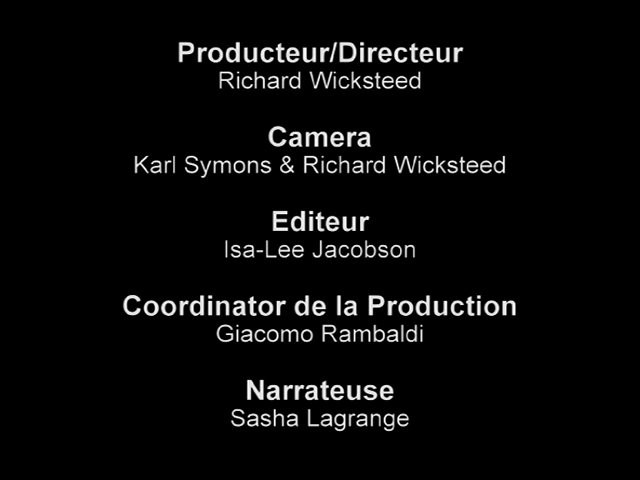 Producteur/Directeur
Richard Wicksteed
Camera
Karl Symons & Richard Wicksteed
Editeur
Isa-Lee Jacobson
Coordinator de la Production
Giacomo Rambaldi
Narrateuse
Sasha Lagrange